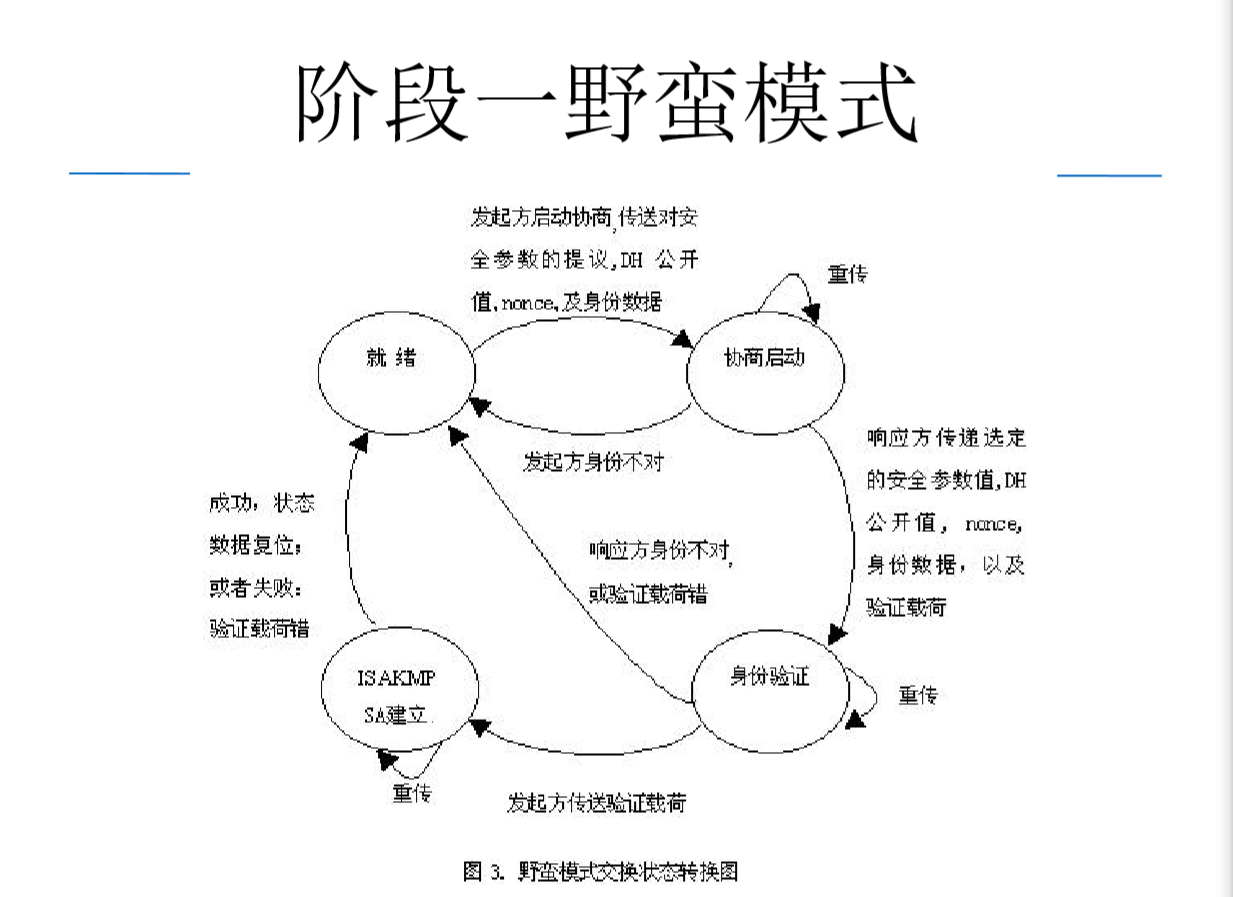 阶段一野蛮模式
发起方启动协商,传送对安
全参数的提议,DH 公开
值,nonce,及身份数据
重传
就 绪
协商启动
发起方身份不对
响应方传递选定
的安全参数值,DH
公开值, nonce,
身份数据，以及
验证载荷
成功，状态
数据复位；
或者失败：
验证载荷错
响应方身份不对,
或验证载荷错
ISAKMP
SA建立
身份验证
重传
重传
发起方传送验证载荷
图 3. 野蛮模式交换状态转换图